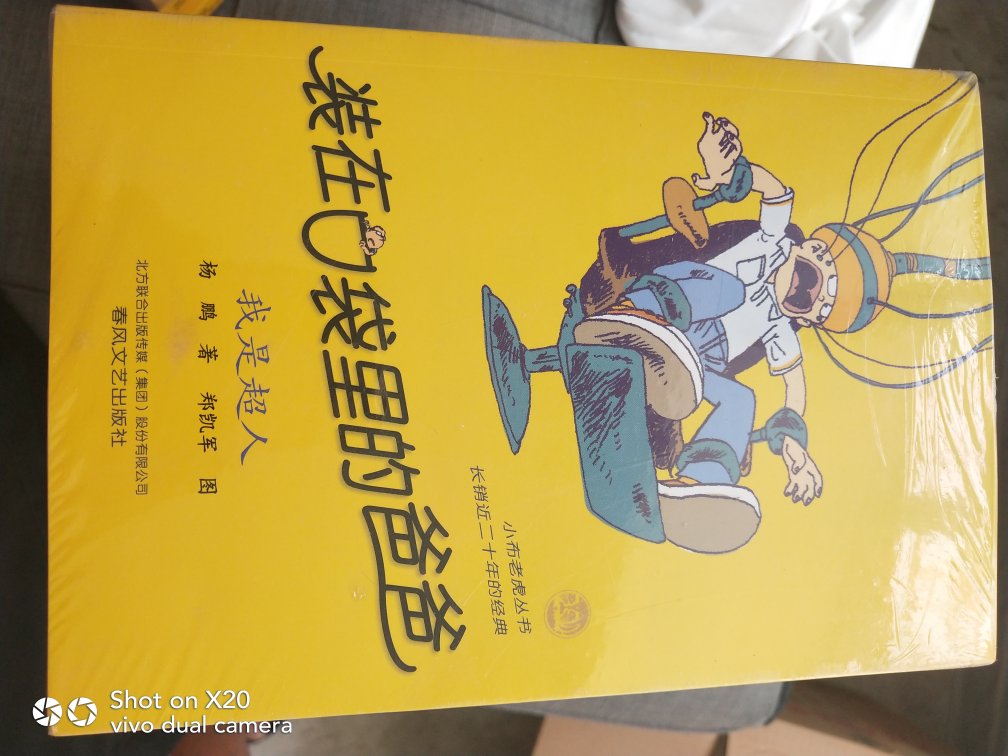 小布老虎丛书
长销近二十年的经典
装在口袋里的爸爸
我是超人
杨 鹏 著 郑凯军 图
北方联合出版传媒（集团）股份有限公司
春风文艺出版社
Shot on X20
vivo dual camera